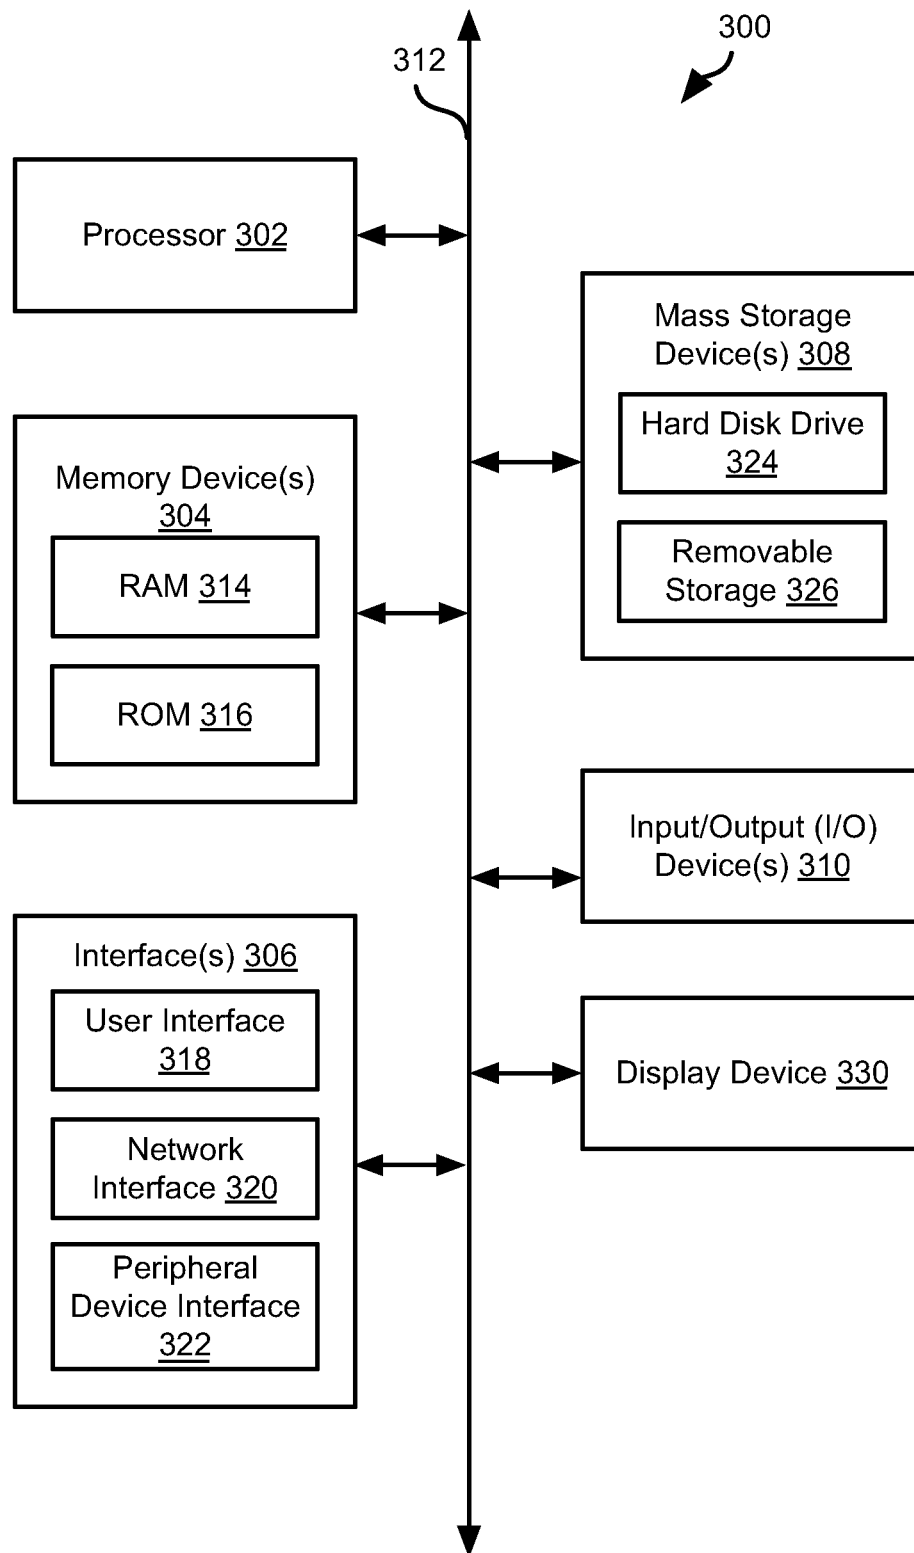 300
312
Processor 302
Mass Storage
Device(s) 308
Hard Disk Drive
324
Removable
Storage 326
Memory Device(s)
304
RAM 314
ROM 316
Input/Output (I/O)
Device(s) 310
Interface(s) 306
User Interface
318
Network
Interface 320
Peripheral
Device Interface
322
Display Device 330